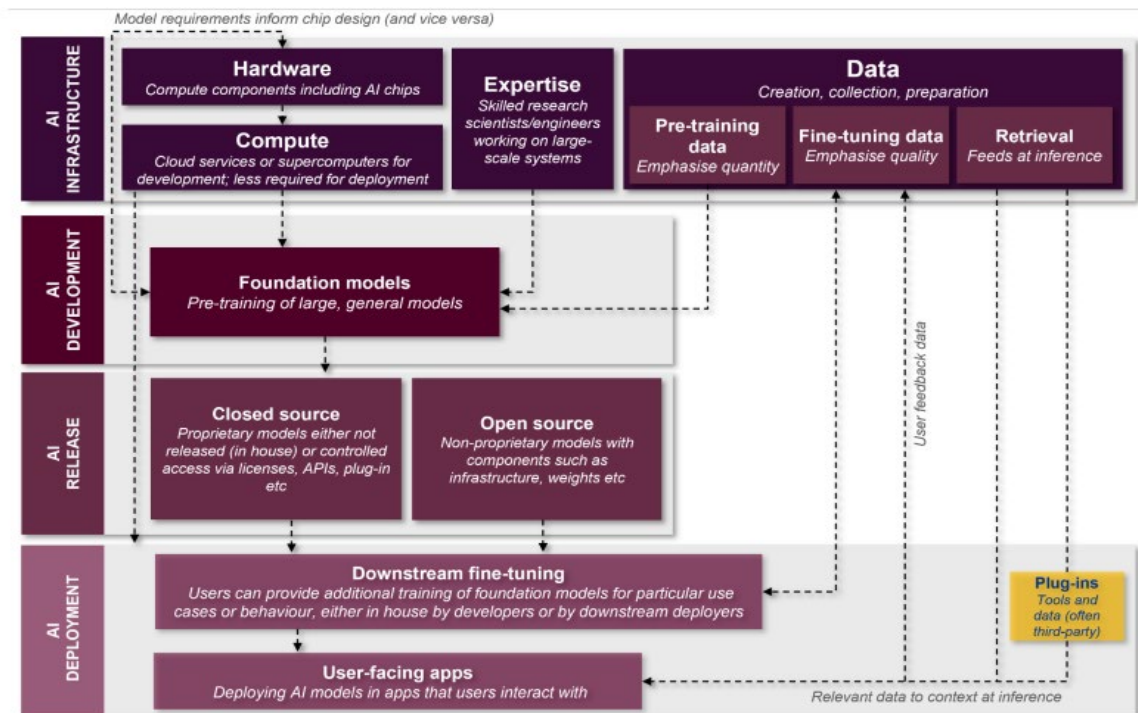 Model requirements inform chip design (and vice versa)
AI
INFRASTRUCTURE
Hardware
Compute components including AI chips
Compute
Cloud services or supercomputers for
development; less required for deployment
Expertise
Skilled research
scientists/engineers
working on large-
scale systems
Data
Creation, collection, preparation
Pre-training
data
Emphasise quantity
Fine-tuning data
Emphasise quality
Retrieval
Feeds at inference
AI
DEVELOPMENT
Foundation models
Pre-training of large, general models
AI
RELEASE
Closed source
Proprietary models either not
released (in house) or controlled
access via licenses, APIs, plug-in
etc
Open source
Non-proprietary models with
components such as
infrastructure, weights etc
User feedback data
AI
DEPLOYMENT
Downstream fine-tuning
Users can provide additional training of foundation models for particular use
cases or behaviour, either in house by developers or by downstream deployers
Plug-ins
Tools and
data (often
third-party)
User-facing apps
Deploying AI models in apps that users interact with
Relevant data to context at inference